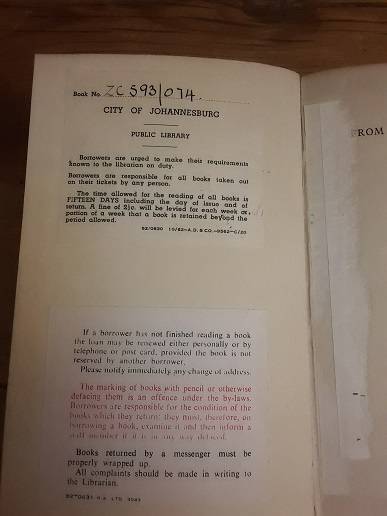 Book No. ZC 593/074
CITY OF JOHANNESBURG
PUBLIC LIBRARY
Borrowers are urged to make their requirements
known to the librarian on duty.
Borrowers are responsible for all books taken out
on their tickets by any person.
The time allowed for the reading of all books is
FIFTEEN DAYS including the day of issue and of
return. A fine of 2½c. will be levied for each week or
portion of a week that a book is retained beyond the
period allowed.
FROM
If a borrower has not finished reading a book
the loan may be renewed either personally or by
telephone or post card, provided the book is not
reserved by another borrower.
Please notify immediately any change of address.
The marking of books with pencil or otherwise
defacing them is an offence under the by-laws.
Borrowers are responsible for the condition of the
books which they return: they must, therefore, on
borrowing a book, examine it and then inform a
staff member if it is in any way defaced.
Books returned by a messenger must be
properly wrapped up.
All complaints should be made in writing to
the Librarian.